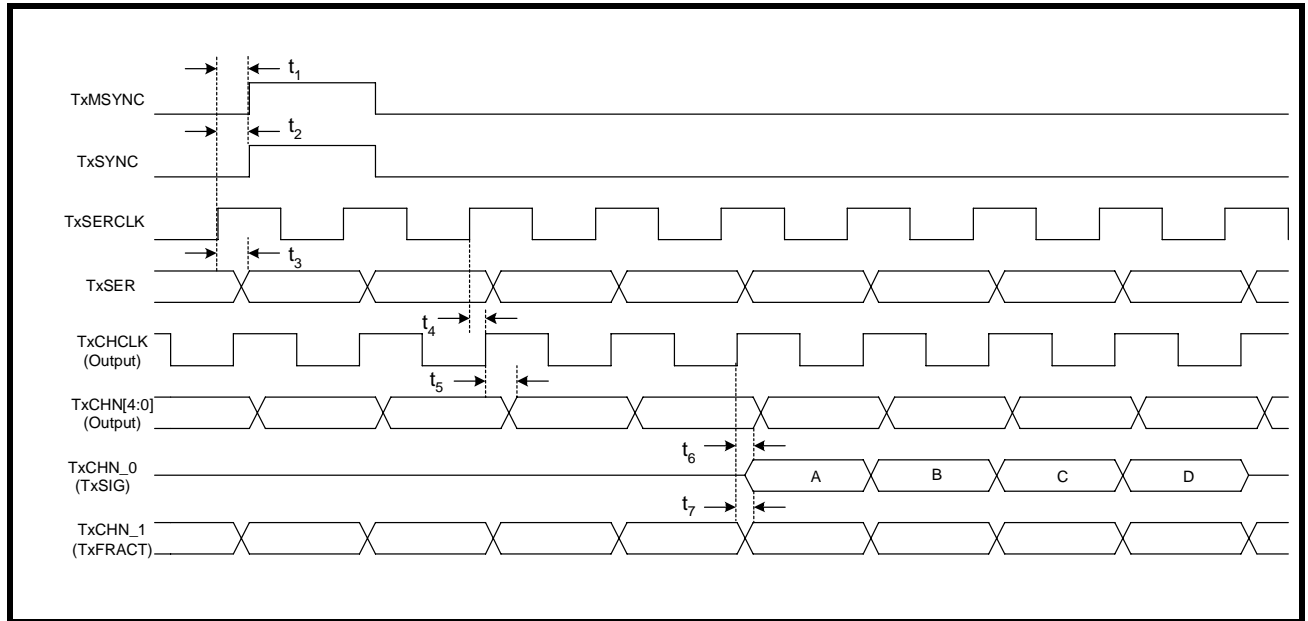 t1
TxMSYNC
t2
TxSYNC
TxSERCLK
t3
TxSER
t4
TxCHCLK
(Output)
t5
TxCHN[4:0]
(Output)
t6
TxCHN_0
(TxSIG)
A B C D
t7
TxCHN_1
(TxFRACT)